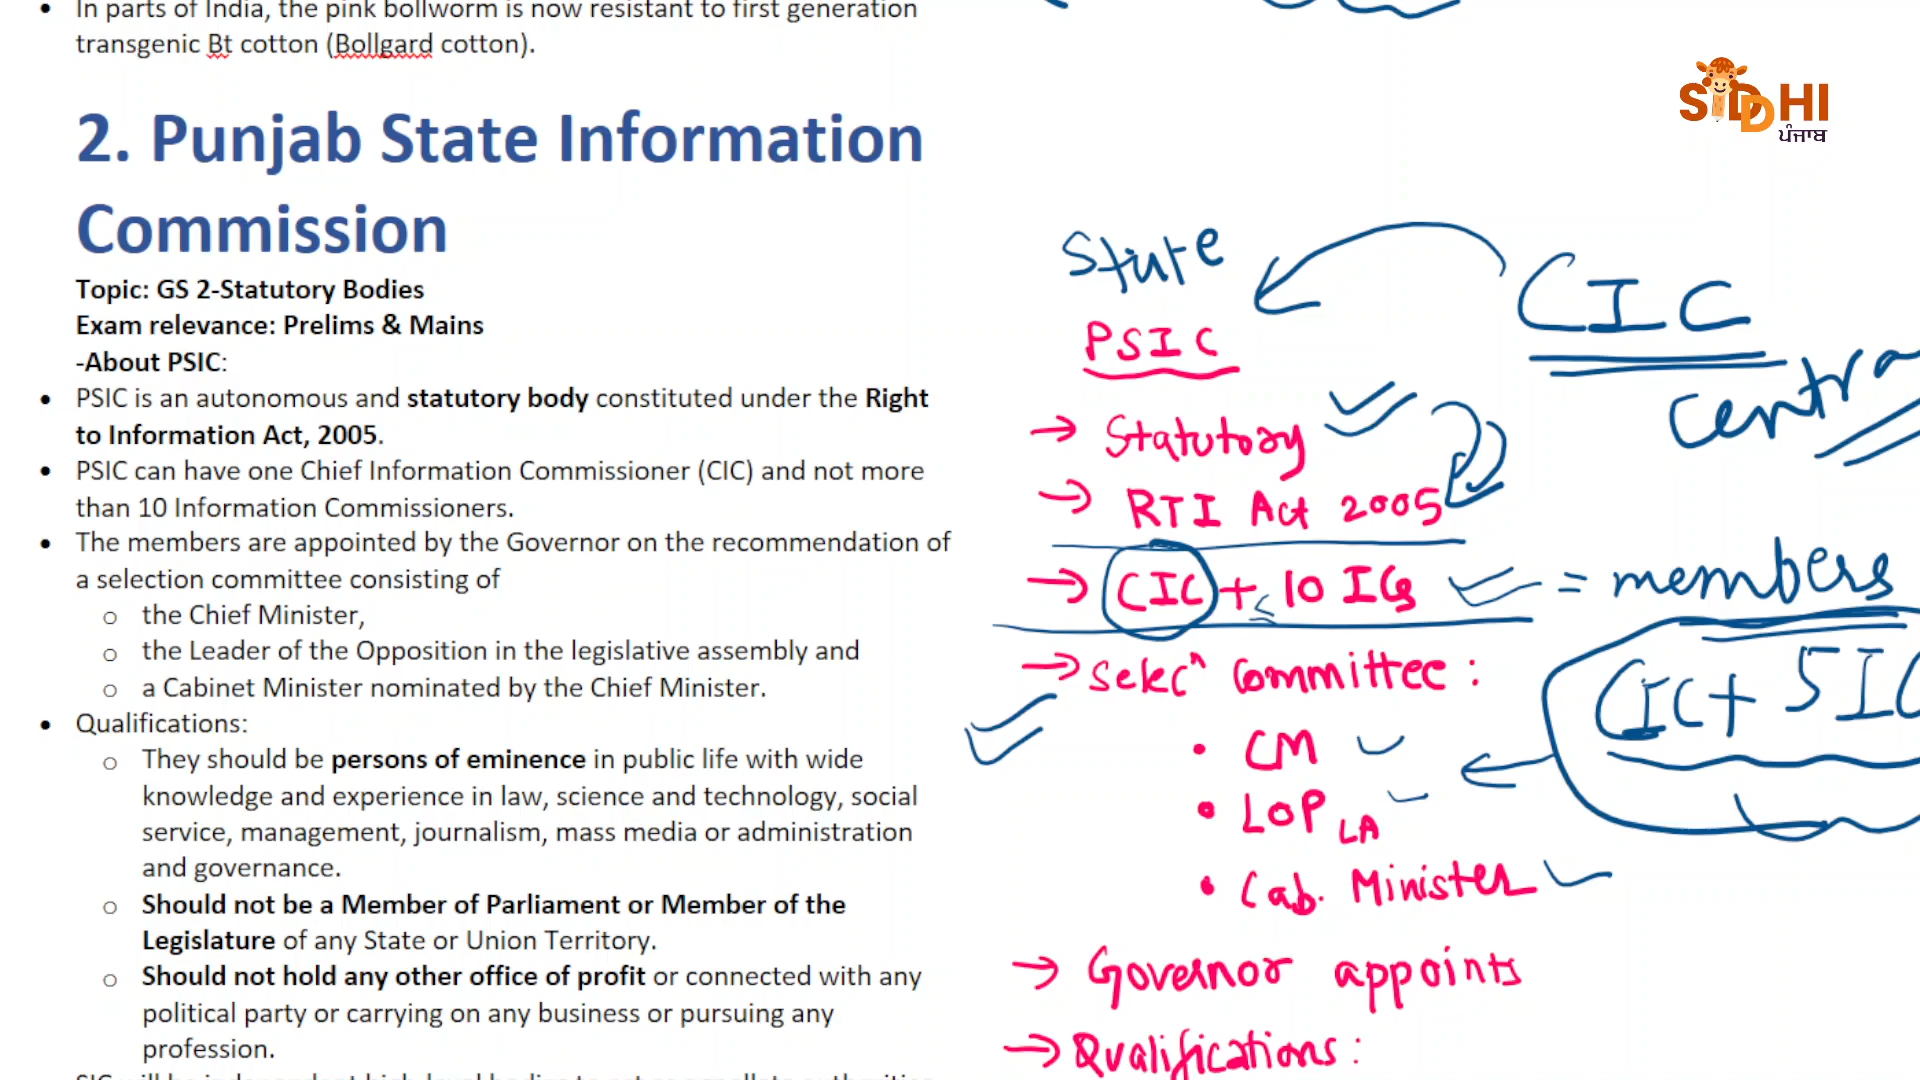 In parts of India, the pink bollworm is now resistant to first generation
transgenic Bt cotton (Bollgard cotton).
2. Punjab State Information
Commission
Topic: GS 2-Statutory Bodies
Exam relevance: Prelims & Mains
-About PSIC:
PSIC is an autonomous and statutory body constituted under the Right
to Information Act, 2005.
PSIC can have one Chief Information Commissioner (CIC) and not more
than 10 Information Commissioners.
The members are appointed by the Governor on the recommendation of
a selection committee consisting of
the Chief Minister,
the Leader of the Opposition in the legislative assembly and
a Cabinet Minister nominated by the Chief Minister.
Qualifications:
They should be persons of eminence in public life with wide
knowledge and experience in law, science and technology, social
service, management, journalism, mass media or administration
and governance.
Should not be a Member of Parliament or Member of the
Legislature of any State or Union Territory.
Should not hold any other office of profit or connected with any
political party or carrying on any business or pursuing any
profession.
SIDDHI
ਪੰਜਾਬ
State
CIC
PSIC
centra
→ Statutory
→ RTI Act 2005
→ CIC + ≤ 10 ICs = members
→ Selecⁿ Committee :
CIC + 5 IC
• CM
• LOP LA
• Cab. Minister
→ Governor appoints
→ Qualifications :